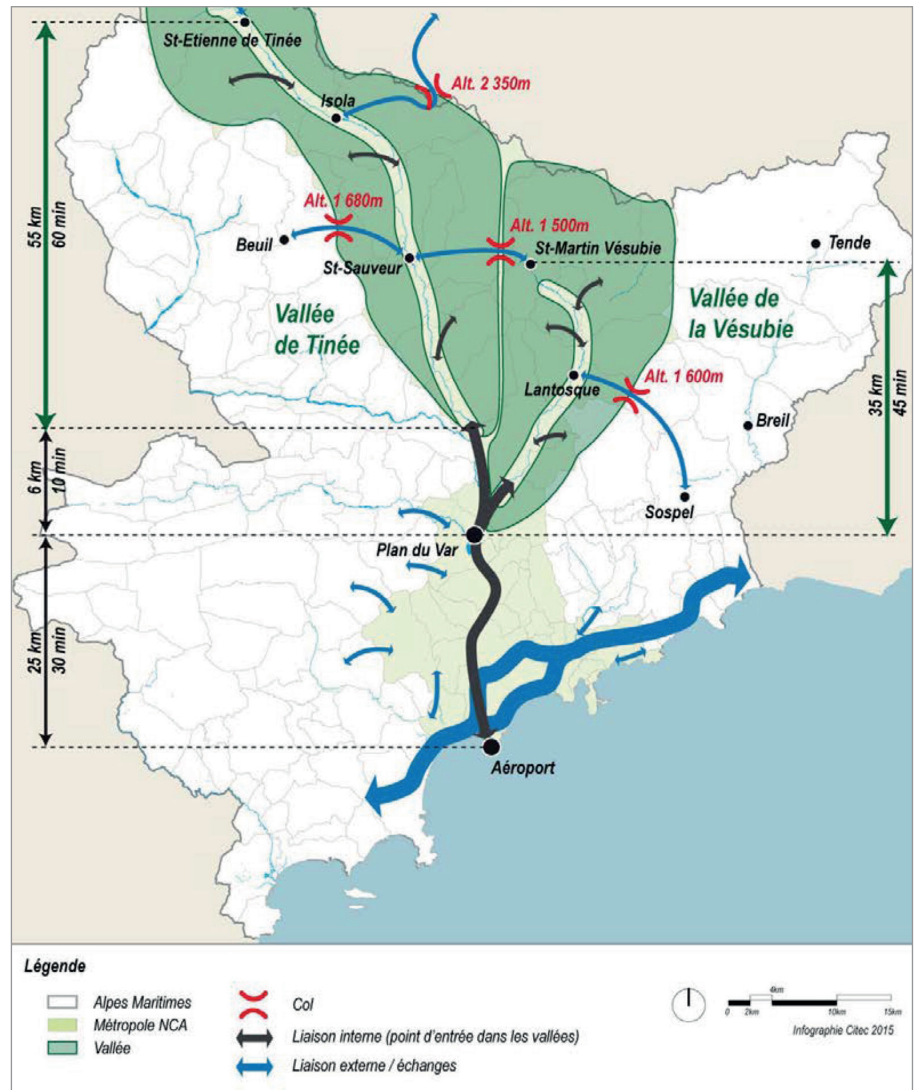 St-Etienne de Tinée
Alt. 2 350m
Isola
55 km
60 min
Alt. 1 680m
Alt. 1 500m
Beuil
St-Sauveur
St-Martin Vésubie
Tende
Vallée
de Tinée
Vallée de
la Vésubie
Lantosque
Alt. 1 600m
35 km
45 min
Breil
6 km
10 min
Sospel
Plan du Var
25 km
30 min
Aéroport
Légende
Alpes Maritimes
Métropole NCA
Vallée
Col
Liaison interne (point d'entrée dans les vallées)
Liaison externe / échanges
4km
0 2km 10km 15km
Infographie Citec 2015